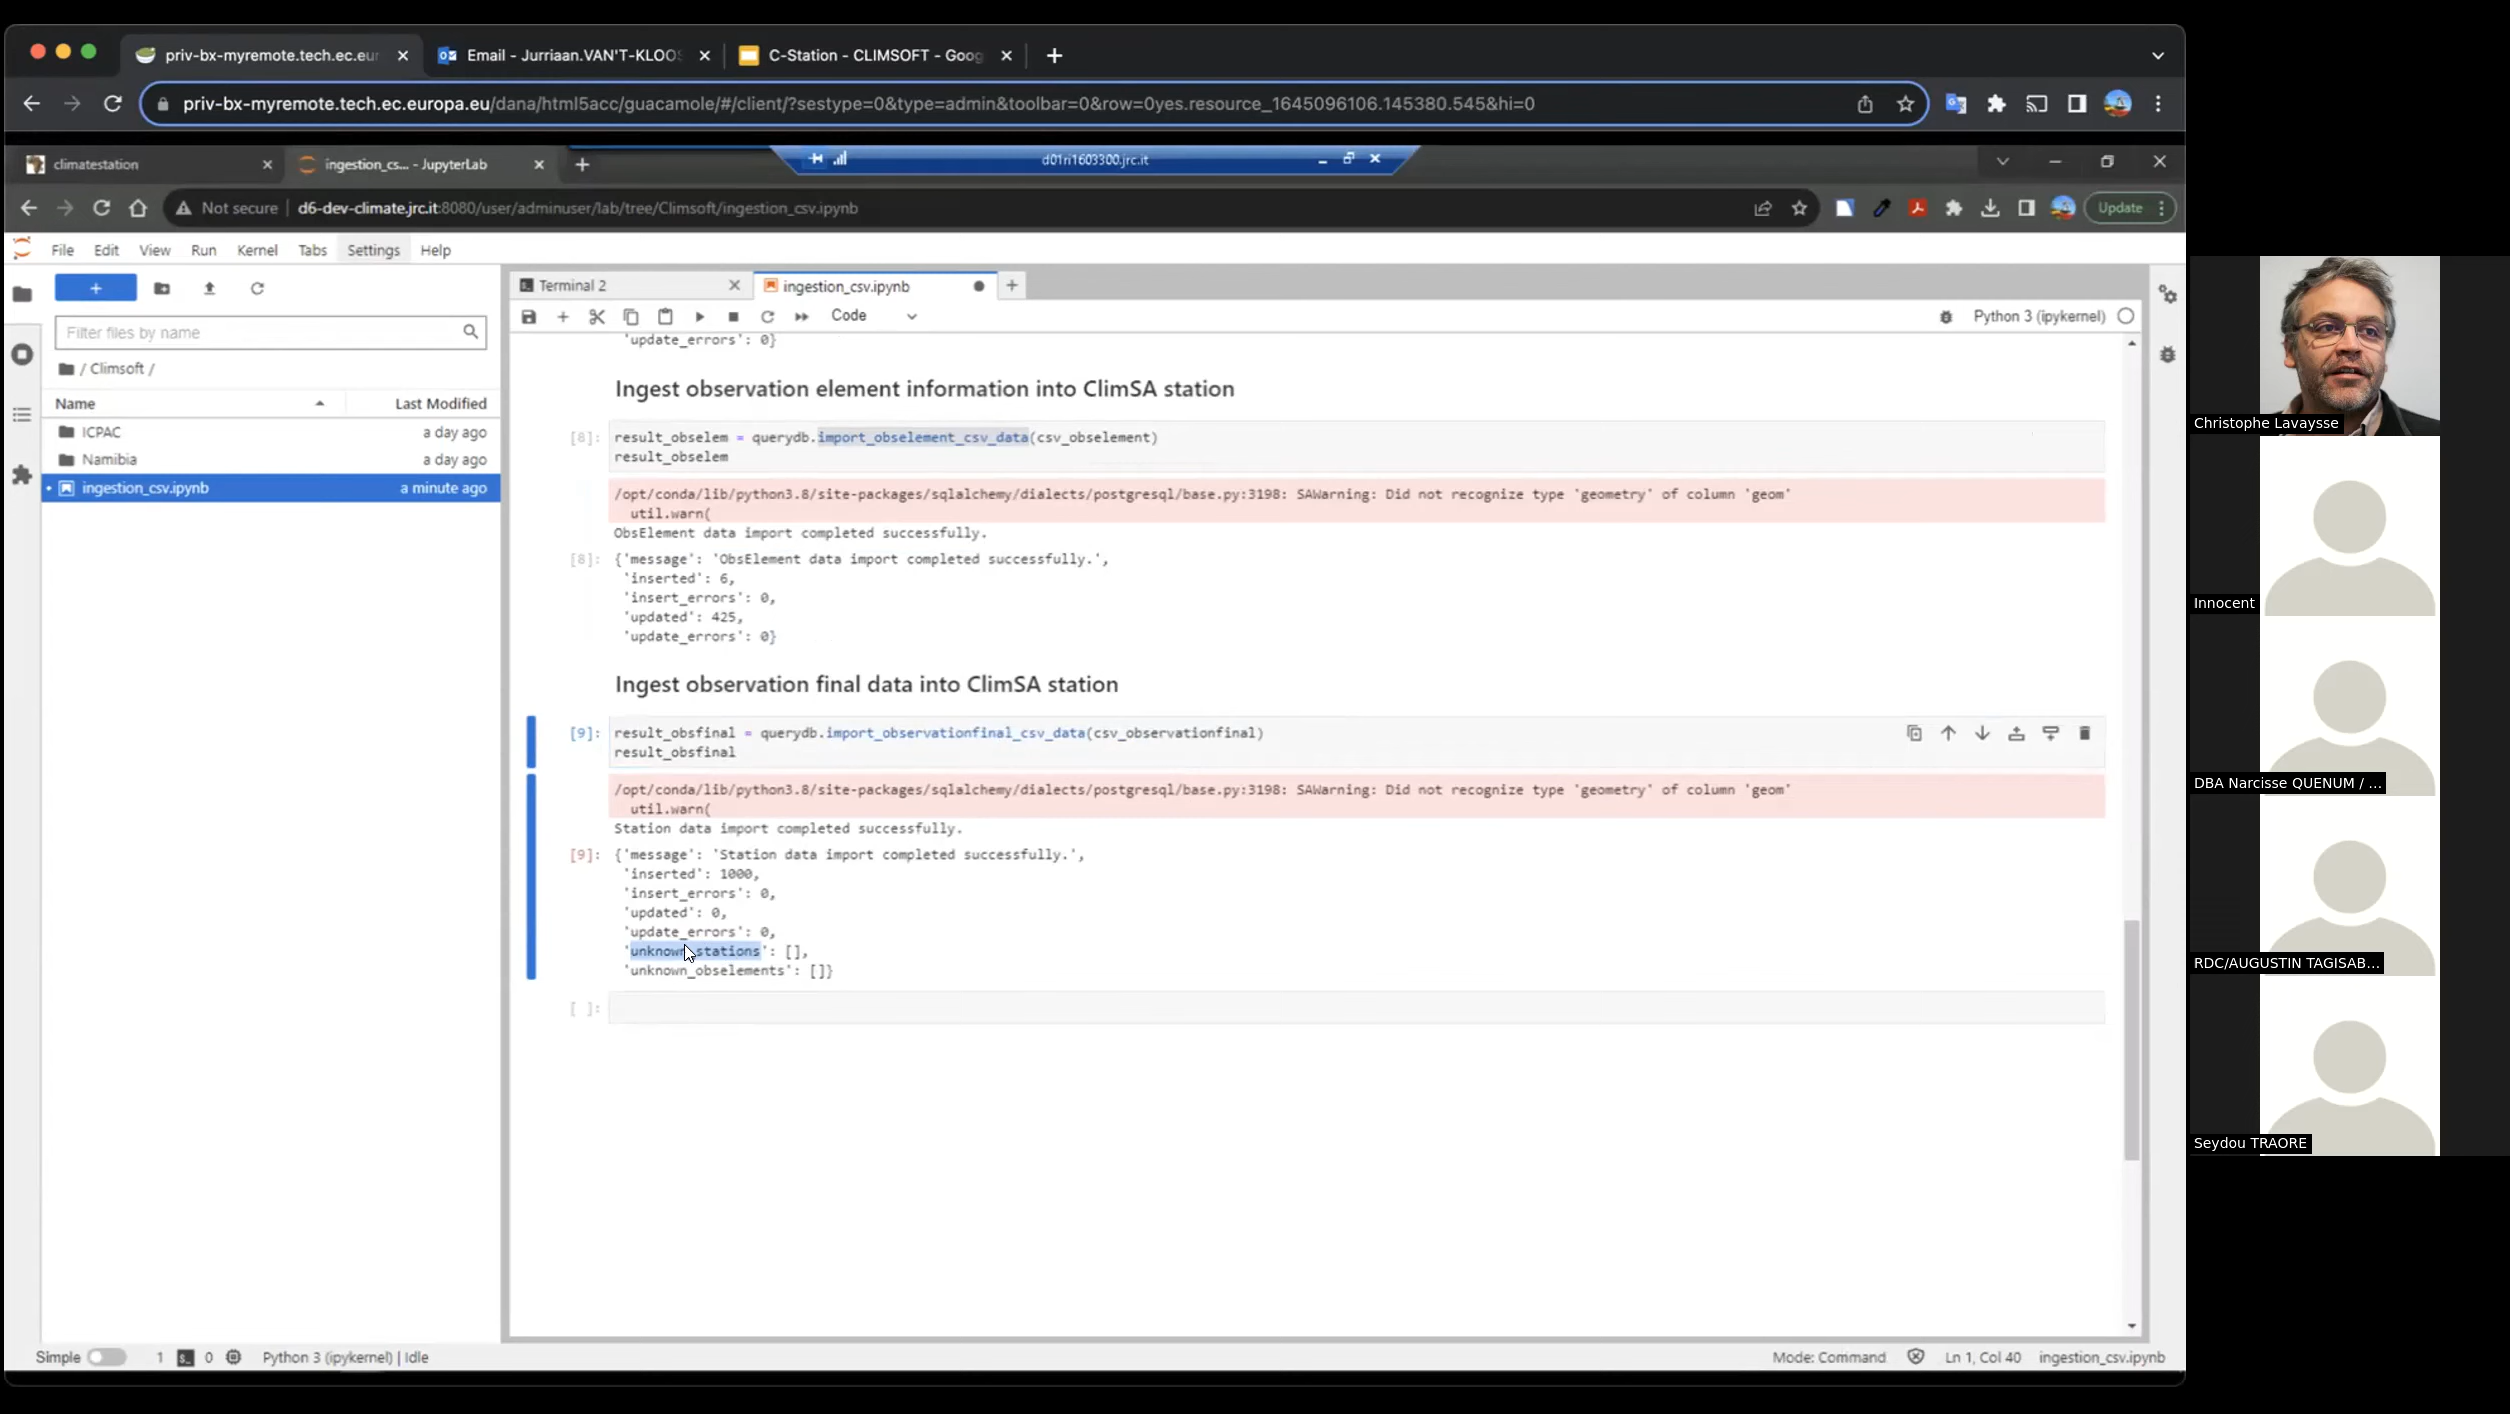 priv-bx-myremote.tech.ec.eur
Email - Jurriaan.VAN'T-KLOOS
C-Station - CLIMSOFT - Goog
priv-bx-myremote.tech.ec.europa.eu/dana/html5acc/guacamole/#/client/?sestype=0&type=admin&toolbar=0&row=0yes.resource_1645096106.145380.545&hi=0
climatestation
ingestion_cs... - JupyterLab
d01ri1603300.jrc.it
Not secure
d6-dev-climate.jrc.it:8080/user/adminuser/lab/tree/Climsoft/ingestion_csv.ipynb
Update
File Edit View Run Kernel Tabs Settings Help
Terminal 2
ingestion_csv.ipynb
Code
Python 3 (ipykernel)
Filter files by name
/ Climsoft /
Name Last Modified
ICPAC a day ago
Namibia a day ago
ingestion_csv.ipynb a minute ago
'update_errors': 0}
Ingest observation element information into ClimSA station
[8]: result_obselem = querydb.import_obselement_csv_data(csv_obselement)
result_obselem
/opt/conda/lib/python3.8/site-packages/sqlalchemy/dialects/postgresql/base.py:3198: SAWarning: Did not recognize type 'geometry' of column 'geom'
util.warn(
ObsElement data import completed successfully.
[8]: {'message': 'ObsElement data import completed successfully.',
'inserted': 6,
'insert_errors': 0,
'updated': 425,
'update_errors': 0}
Ingest observation final data into ClimSA station
[9]: result_obsfinal = querydb.import_observationfinal_csv_data(csv_observationfinal)
result_obsfinal
/opt/conda/lib/python3.8/site-packages/sqlalchemy/dialects/postgresql/base.py:3198: SAWarning: Did not recognize type 'geometry' of column 'geom'
util.warn(
Station data import completed successfully.
[9]: {'message': 'Station data import completed successfully.',
'inserted': 1000,
'insert_errors': 0,
'updated': 0,
'update_errors': 0,
'unknown_stations': [],
'unknown_obselements': []}
[ ]:
Simple 1 0 Python 3 (ipykernel) | Idle
Mode: Command Ln 1, Col 40 ingestion_csv.ipynb
Christophe Lavaysse
Innocent
DBA Narcisse QUENUM / ...
RDC/AUGUSTIN TAGISAB...
Seydou TRAORE